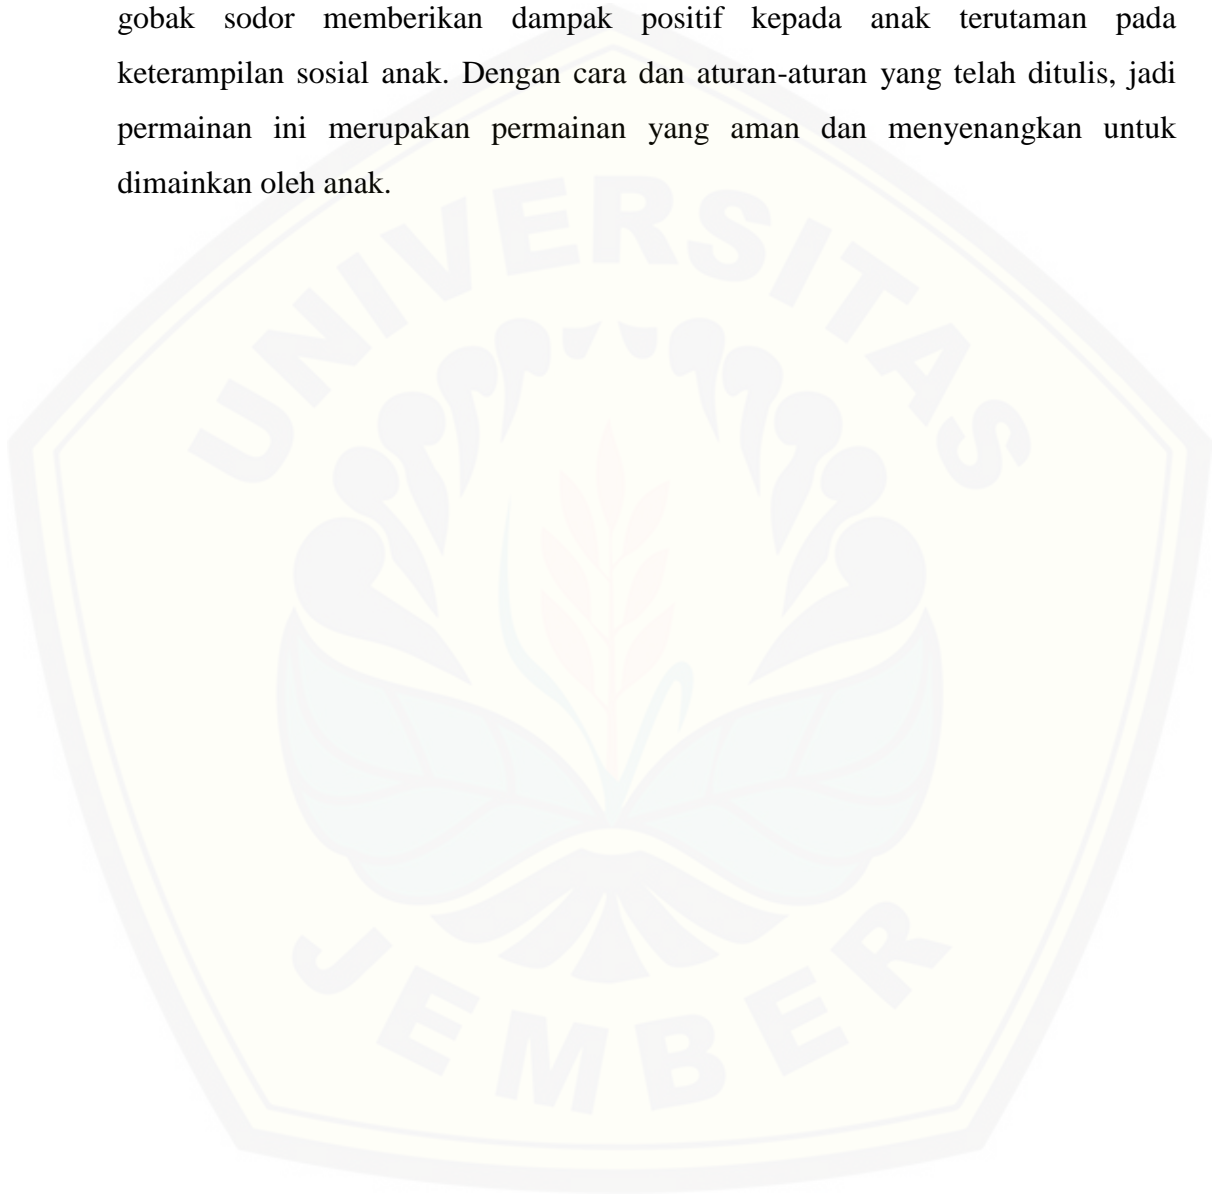 gobak sodor memberikan dampak positif kepada anak terutaman pada
keterampilan sosial anak. Dengan cara dan aturan-aturan yang telah ditulis, jadi
permainan ini merupakan permainan yang aman dan menyenangkan untuk
dimainkan oleh anak.
UNIVERSITAS
JEMBER